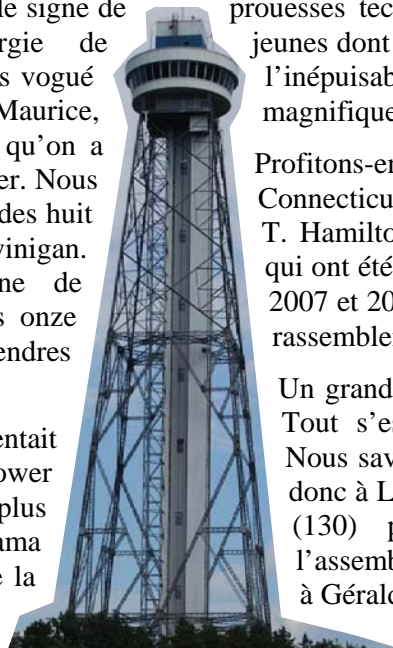 le signe de
rgie de
s vogué
Maurice,
qu’on a
er. Nous
des huit
vinigan.
ne de
s onze
endres
entait
ower
plus
ama
e la
prouesses tec
jeunes dont
l’inépuisab
magnifique
Profitons-en
Connecticu
T. Hamilto
qui ont été
2007 et 20
rassemble
Un grand
Tout s’es
Nous sav
donc à L
(130) p
l’assemb
à Gérald